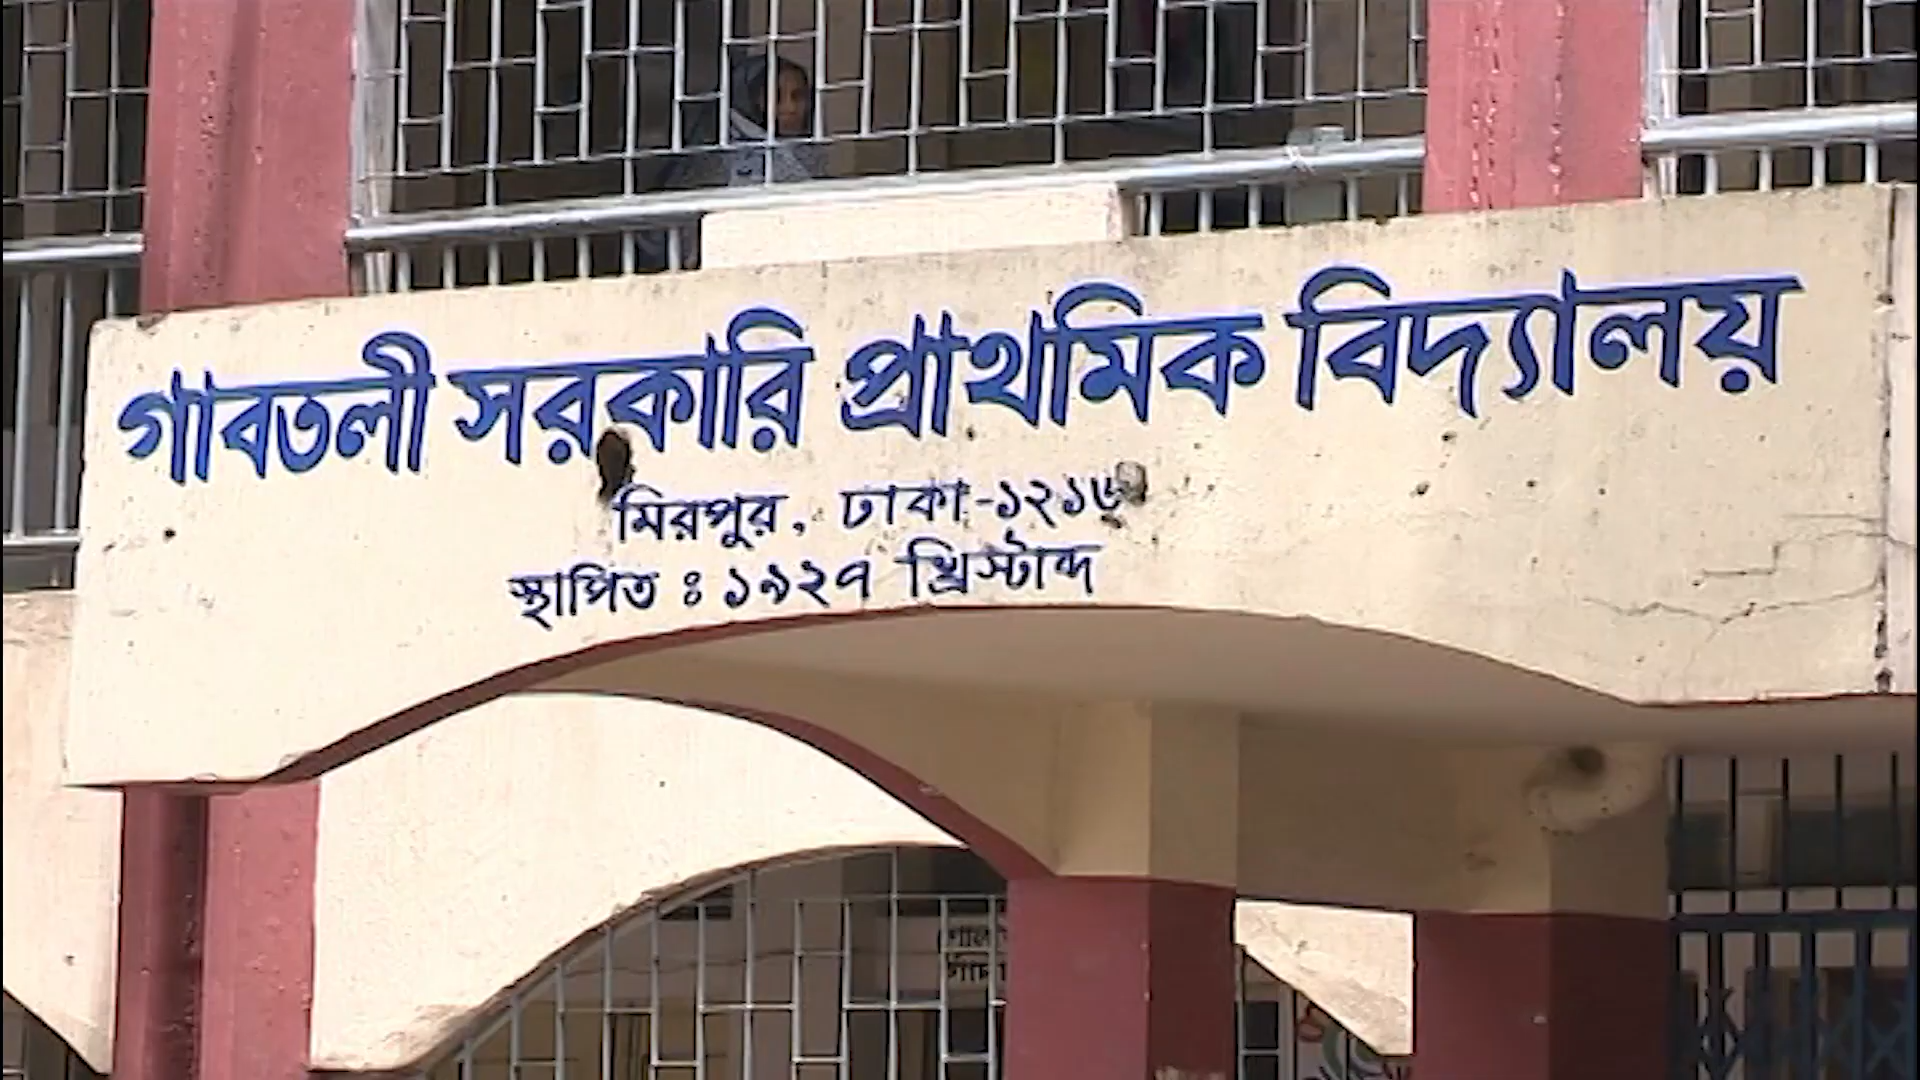 গাবতলী সরকারি প্রাথমিক বিদ্যালয়
মিরপুর, ঢাকা-১২১৬
স্থাপিত ঃ ১৯২৭ খ্রিস্টাব্দ